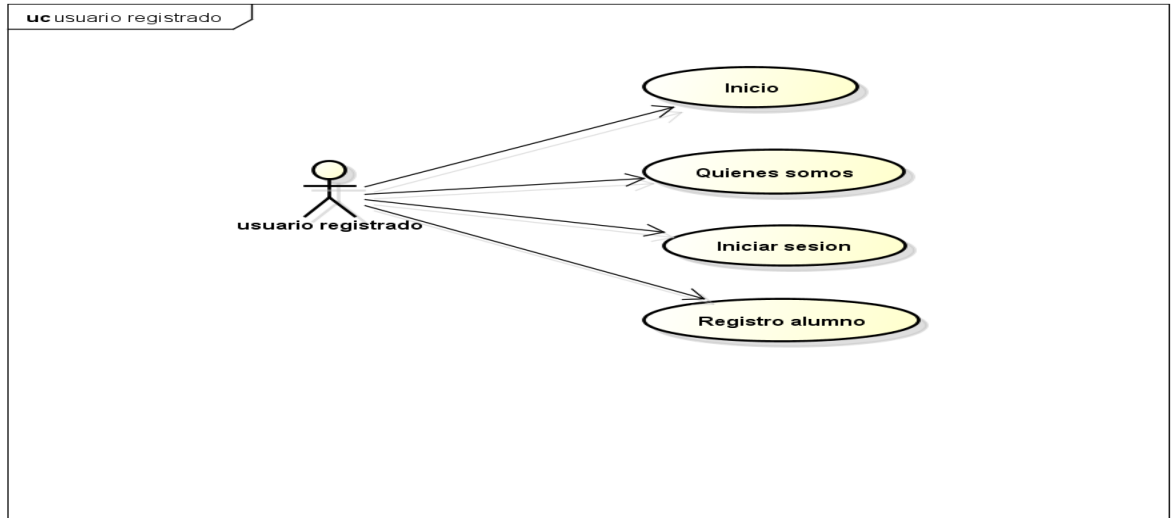 uc usuario registrado
Inicio
Quienes somos
usuario registrado
Iniciar sesion
Registro alumno